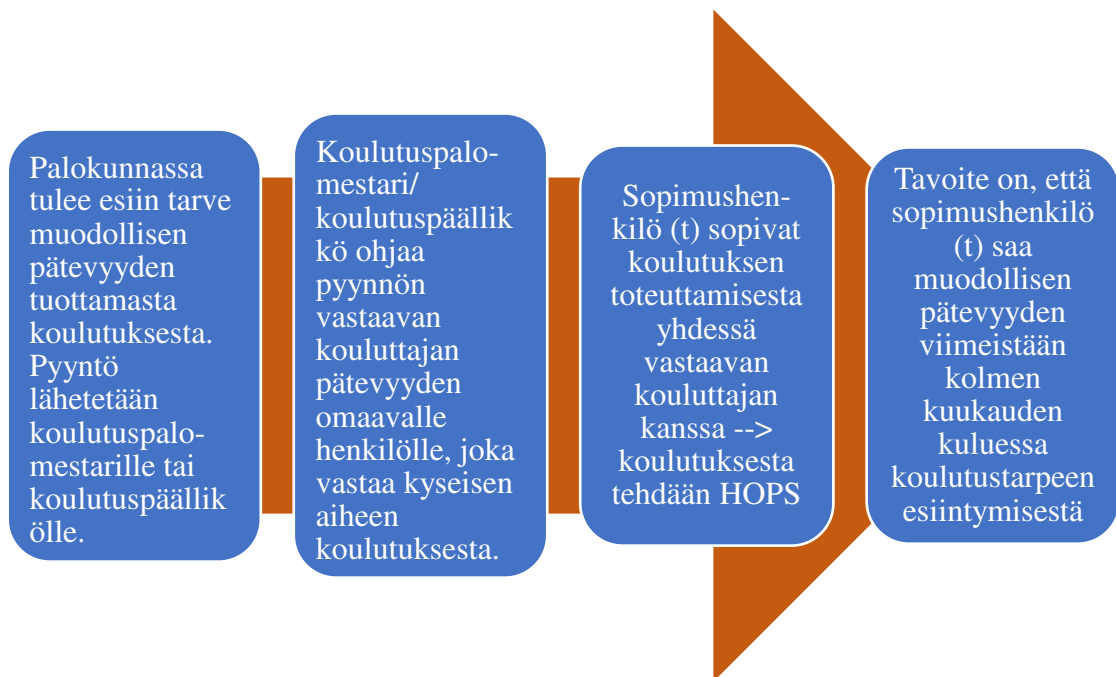 Palokunnassa
tulee esiin tarve
muodollisen
pätevyyden
tuottamasta
koulutuksesta.
Pyyntö
lähetetään
koulutuspalo-
mestarille tai
koulutuspäällik
ölle.
Koulutuspalo-
mestari/
koulutuspäällik
kö ohjaa
pyynnön
vastaavan
kouluttajan
pätevyyden
omaavalle
henkilölle, joka
vastaa kyseisen
aiheen
koulutuksesta.
Sopimushen-
kilö (t) sopivat
koulutuksen
toteuttamisesta
yhdessä
vastaavan
kouluttajan
kanssa -->
koulutuksesta
tehdään HOPS
Tavoite on, että
sopimushenkilö
(t) saa
muodollisen
pätevyyden
viimeistään
kolmen
kuukauden
kuluessa
koulutustarpeen
esiintymisestä